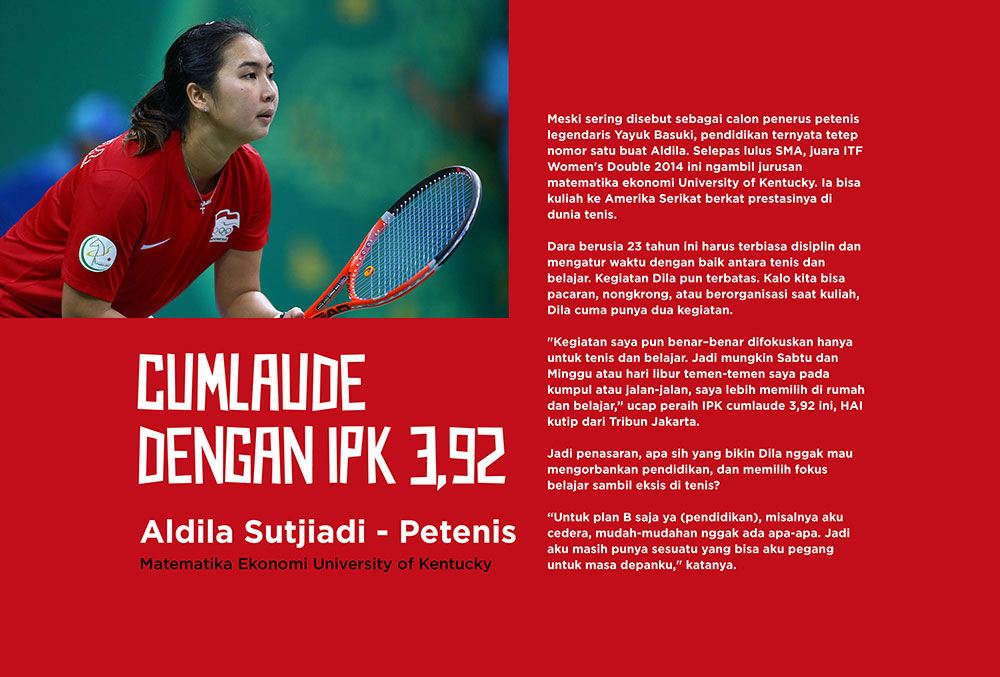 CUMLAUDE
DENGAN IPK 3,92
Aldila Sutjiadi - Petenis
Matematika Ekonomi University of Kentucky
Meski sering disebut sebagai calon penerus petenis
legendaris Yayuk Basuki, pendidikan ternyata tetep
nomor satu buat Aldila. Selepas lulus SMA, juara ITF
Women's Double 2014 ini ngambil jurusan
matematika ekonomi University of Kentucky. Ia bisa
kuliah ke Amerika Serikat berkat prestasinya di
dunia tenis.
Dara berusia 23 tahun ini harus terbiasa disiplin dan
mengatur waktu dengan baik antara tenis dan
belajar. Kegiatan Dila pun terbatas. Kalo kita bisa
pacaran, nongkrong, atau berorganisasi saat kuliah,
Dila cuma punya dua kegiatan.
"Kegiatan saya pun benar–benar difokuskan hanya
untuk tenis dan belajar. Jadi mungkin Sabtu dan
Minggu atau hari libur temen-temen saya pada
kumpul atau jalan-jalan, saya lebih memilih di rumah
dan belajar,” ucap peraih IPK cumlaude 3,92 ini, HAI
kutip dari Tribun Jakarta.
Jadi penasaran, apa sih yang bikin Dila nggak mau
mengorbankan pendidikan, dan memilih fokus
belajar sambil eksis di tenis?
“Untuk plan B saja ya (pendidikan), misalnya aku
cedera, mudah-mudahan nggak ada apa-apa. Jadi
aku masih punya sesuatu yang bisa aku pegang
untuk masa depanku," katanya.